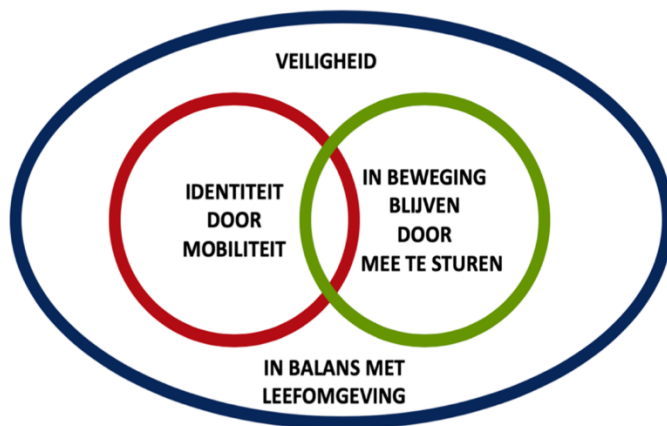 VEILIGHEID
IDENTITEIT
DOOR
MOBILITEIT
IN BEWEGING
BLIJVEN
DOOR
MEE TE STUREN
IN BALANS MET
LEEFOMGEVING